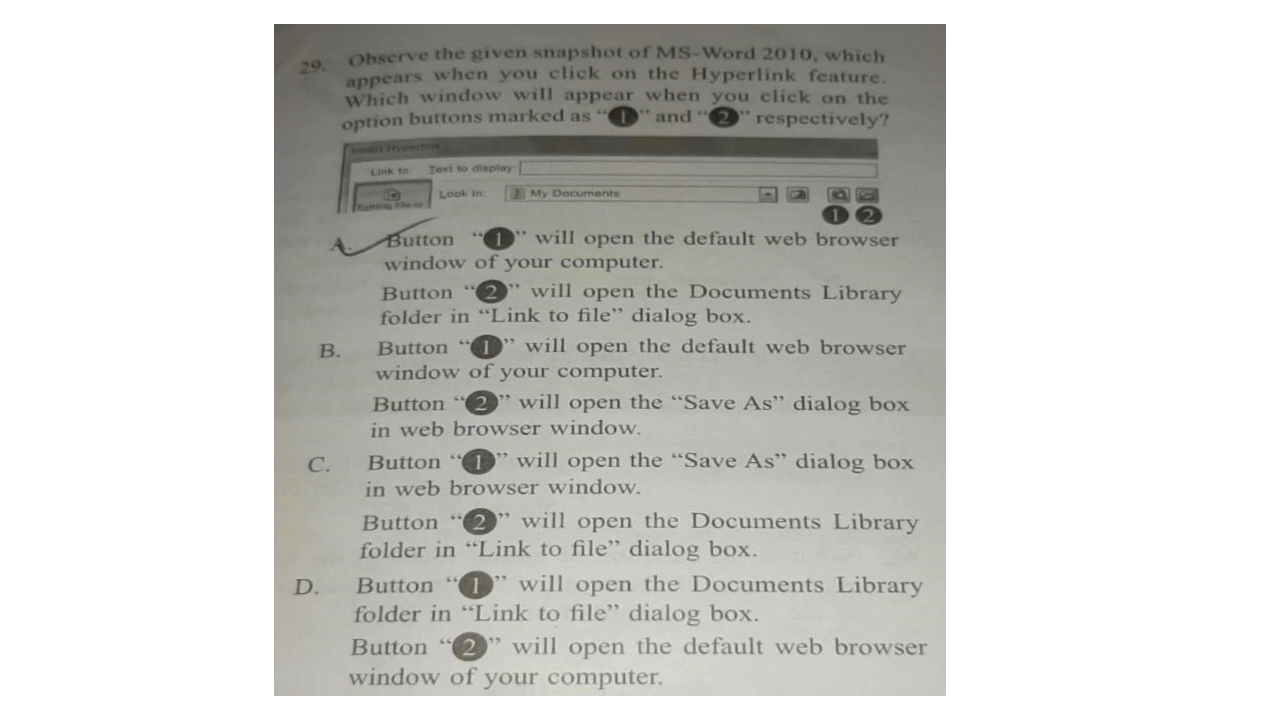 29. Observe the given snapshot of MS-Word 2010, which
appears when you click on the Hyperlink feature.
Which window will appear when you click on the
option buttons marked as “1” and “2” respectively?
Insert Hyperlink
Link to: Text to display:
Look in: My Documents
Existing File or
1 2
A. Button “1” will open the default web browser
window of your computer.
Button “2” will open the Documents Library
folder in “Link to file” dialog box.
B. Button “1” will open the default web browser
window of your computer.
Button “2” will open the “Save As” dialog box
in web browser window.
C. Button “1” will open the “Save As” dialog box
in web browser window.
Button “2” will open the Documents Library
folder in “Link to file” dialog box.
D. Button “1” will open the Documents Library
folder in “Link to file” dialog box.
Button “2” will open the default web browser
window of your computer.